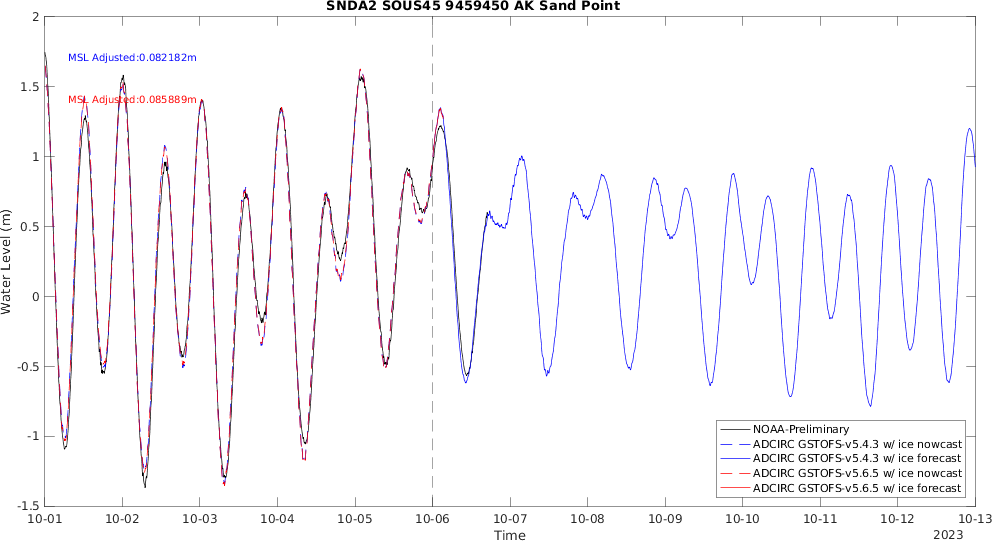 SNDA2 SOUS45 9459450 AK Sand Point
Water Level (m)
2
1.5
1
0.5
0
-0.5
-1
-1.5
MSL Adjusted:0.082182m
MSL Adjusted:0.085889m
NOAA-Preliminary
ADCIRC GSTOFS-v5.4.3 w/ ice nowcast
ADCIRC GSTOFS-v5.4.3 w/ ice forecast
ADCIRC GSTOFS-v5.6.5 w/ ice nowcast
ADCIRC GSTOFS-v5.6.5 w/ ice forecast
10-01 10-02 10-03 10-04 10-05 10-06 10-07 10-08 10-09 10-10 10-11 10-12 10-13
Time
2023